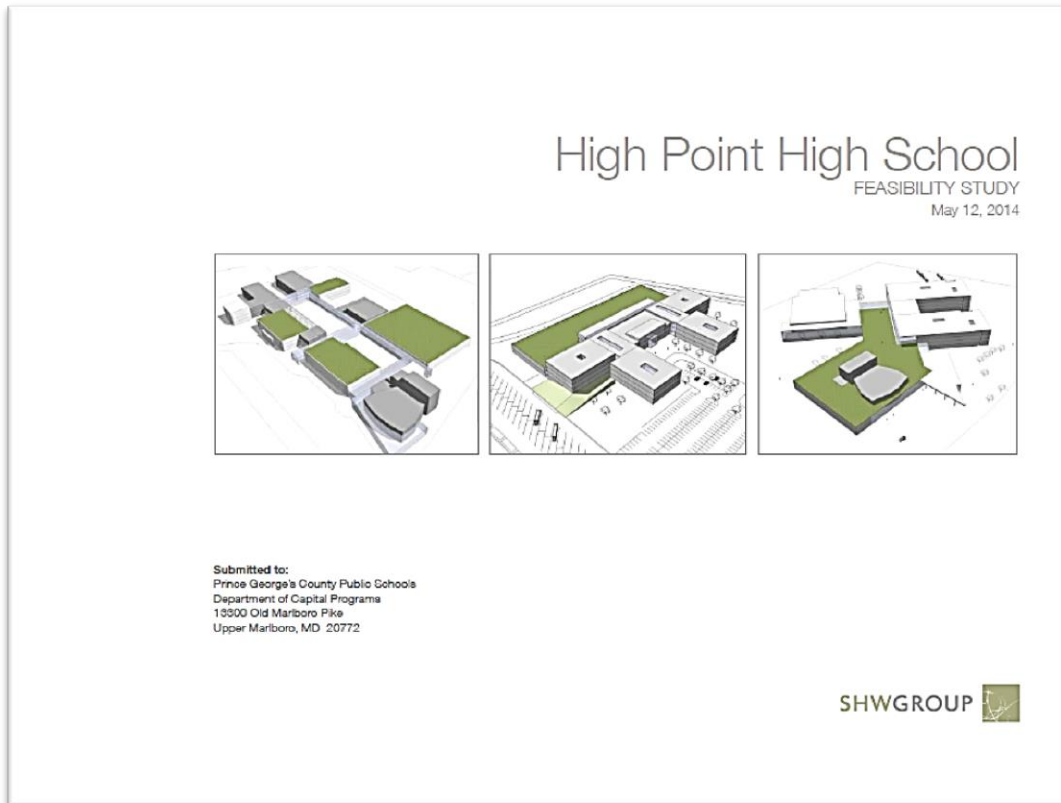 High Point High School
FEASIBILITY STUDY
May 12, 2014
Submitted to:
Prince George's County Public Schools
Department of Capital Programs
13300 Old Marlboro Pike
Upper Marlboro, MD 20772
SHWGROUP